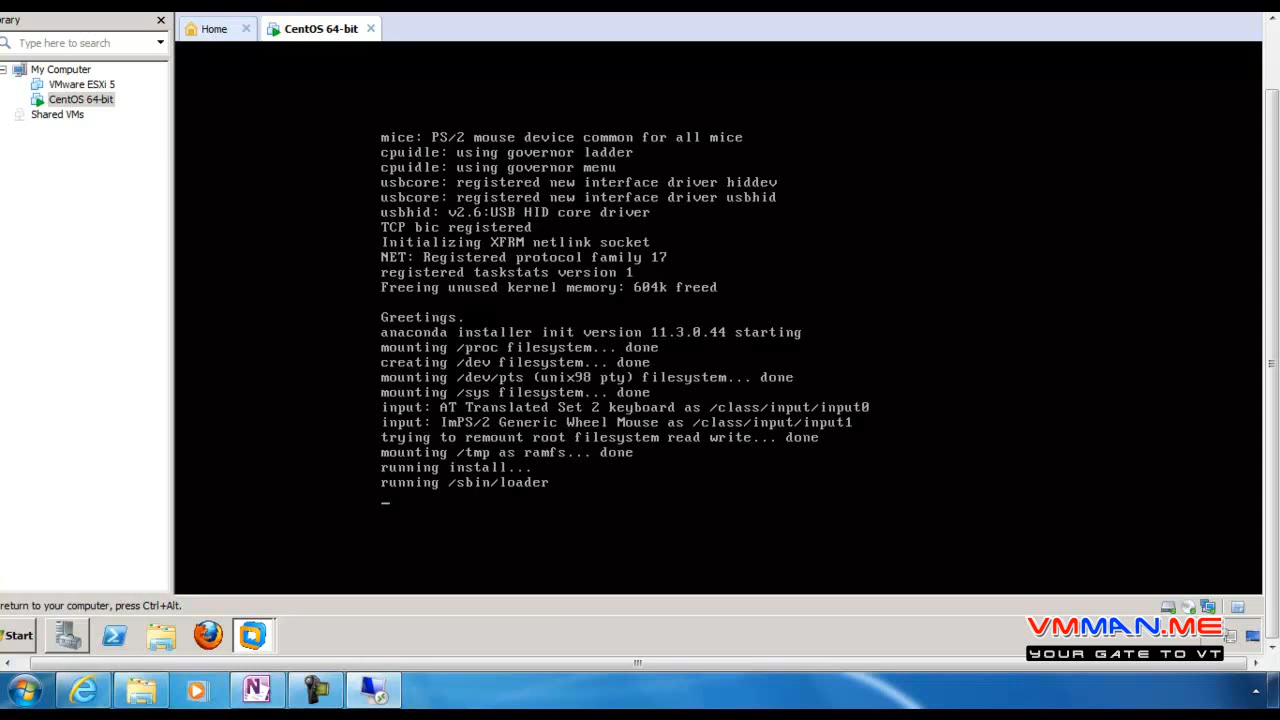 brary
Home
CentOS 64-bit
Type here to search
My Computer
VMware ESXi 5
CentOS 64-bit
Shared VMs
mice: PS/2 mouse device common for all mice
cpuidle: using governor ladder
cpuidle: using governor menu
usbcore: registered new interface driver hiddev
usbcore: registered new interface driver usbhid
usbhid: v2.6:USB HID core driver
TCP bic registered
Initializing XFRM netlink socket
NET: Registered protocol family 17
registered taskstats version 1
Freeing unused kernel memory: 604k freed
Greetings.
anaconda installer init version 11.3.0.44 starting
mounting /proc filesystem... done
creating /dev filesystem... done
mounting /dev/pts (unix98 pty) filesystem... done
mounting /sys filesystem... done
input: AT Translated Set 2 keyboard as /class/input/input0
input: ImPS/2 Generic Wheel Mouse as /class/input/input1
trying to remount root filesystem read write... done
mounting /tmp as ramfs... done
running install...
running /sbin/loader
_
return to your computer, press Ctrl+Alt.
Start
VMMAN.ME
YOUR GATE TO VT